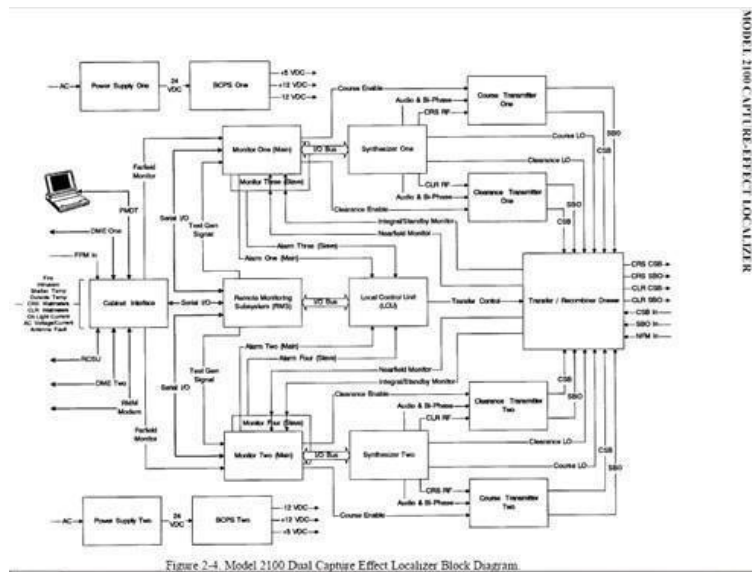 MODEL 2100 CAPTURE-EFFECT LOCALIZER
AC
Power Supply One
24 VDC
BCPS One
+5 VDC
+12 VDC
-12 VDC
Course Enable
Audio & Bi-Phase
CRS RF
Course Transmitter One
SBO
CSB
Farfield Monitor
Monitor One (Main)
I/O Bus
Synthesizer One
Course LO
Clearance LO
Monitor Three (Slave)
CLR RF
Audio & Bi-Phase
Clearance Transmitter One
SBO
CSB
Clearance Enable
Integral/Standby Monitor
Nearfield Monitor
PMDT
Serial I/O
Test Gen Signal
DME One
FFM In
Alarm Three (Slave)
Alarm One (Main)
Fire
Intrusion
Shelter Temp
Outside Temp
CRS Wattmeters
CLR Wattmeters
Ob Light Current
AC Voltage/Current
Antenna Fault
Cabinet Interface
Serial I/O
Remote Monitoring Subsystem (RMS)
I/O Bus
Local Control Unit (LCU)
Transfer Control
Transfer / Recombiner Drawer
CRS CSB
CRS SBO
CLR CSB
CLR SBO
CSB In
SBO In
NFM In
RCSU
DME Two
RMM Modem
Farfield Monitor
Serial I/O
Test Gen Signal
Alarm Two (Main)
Alarm Four (Slave)
Nearfield Monitor
Integral/Standby Monitor
Clearance Enable
Monitor Four (Slave)
Audio & Bi-Phase
CLR RF
Clearance Transmitter Two
CSB
SBO
Monitor Two (Main)
I/O Bus
Synthesizer Two
Clearance LO
Course LO
CSB
SBO
CRS RF
Audio & Bi-Phase
Course Transmitter Two
Course Enable
AC
Power Supply Two
24 VDC
BCPS Two
-12 VDC
+12 VDC
+5 VDC
Figure 2-4. Model 2100 Dual Capture Effect Localizer Block Diagram.